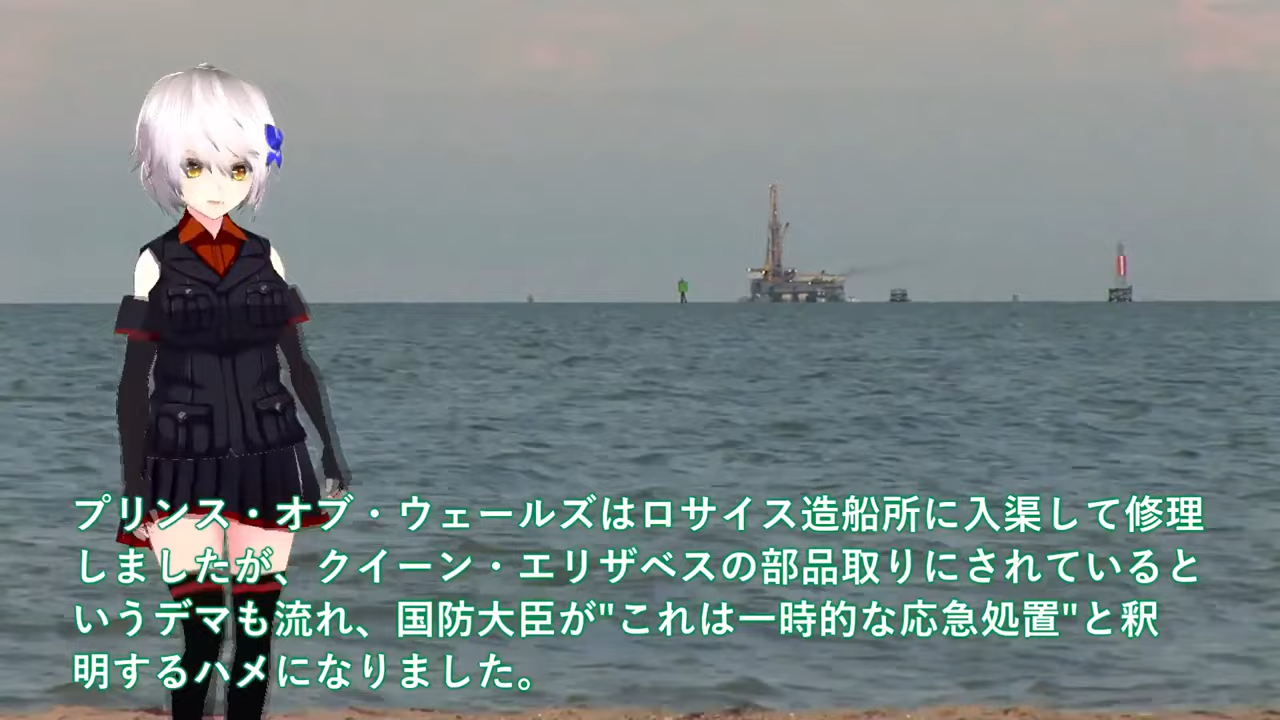 プリンス・オブ・ウェールズはロサイス造船所に入渠して修理
しましたが、クイーン・エリザベスの部品取りにされていると
いうデマも流れ、国防大臣が"これは一時的な応急処置"と釈
明するハメになりました。